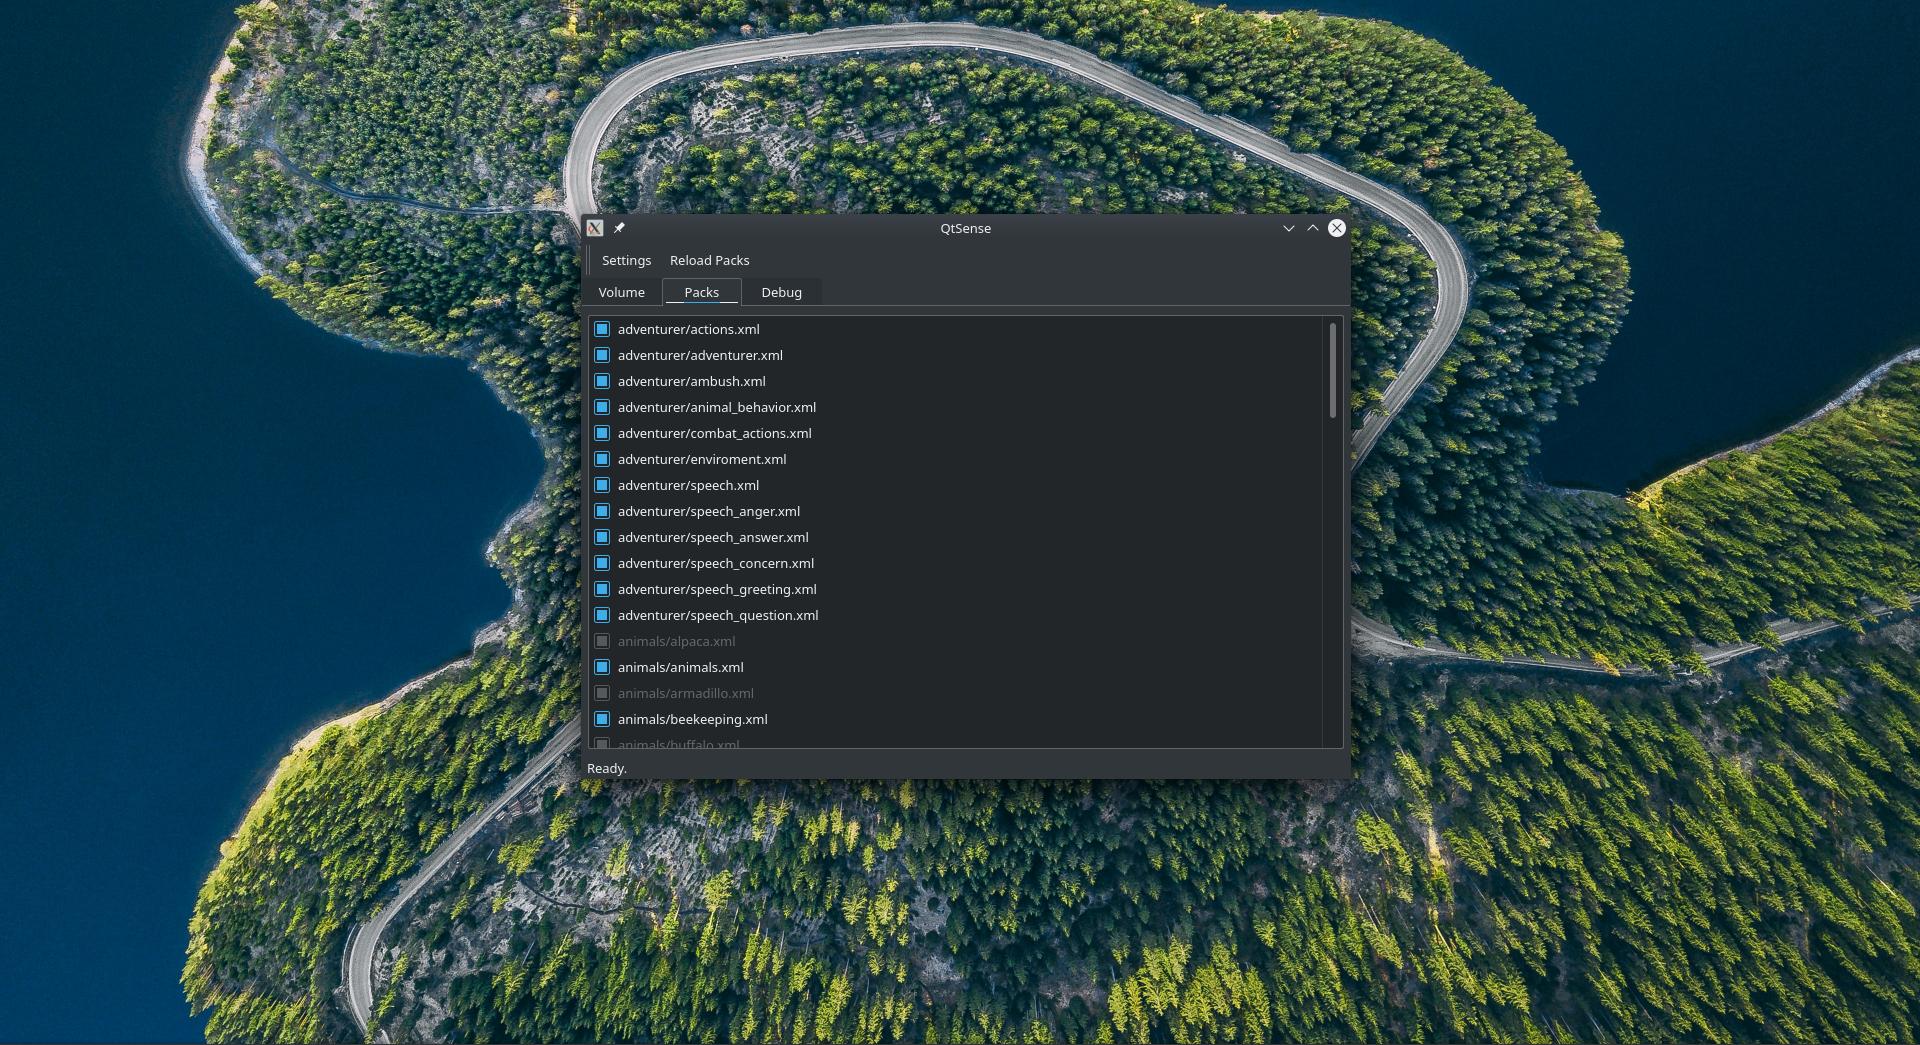 QtSense
Settings Reload Packs
Volume Packs Debug
adventurer/actions.xml
adventurer/adventurer.xml
adventurer/ambush.xml
adventurer/animal_behavior.xml
adventurer/combat_actions.xml
adventurer/enviroment.xml
adventurer/speech.xml
adventurer/speech_anger.xml
adventurer/speech_answer.xml
adventurer/speech_concern.xml
adventurer/speech_greeting.xml
adventurer/speech_question.xml
animals/alpaca.xml
animals/animals.xml
animals/armadillo.xml
animals/beekeeping.xml
animals/buffalo.xml
Ready.